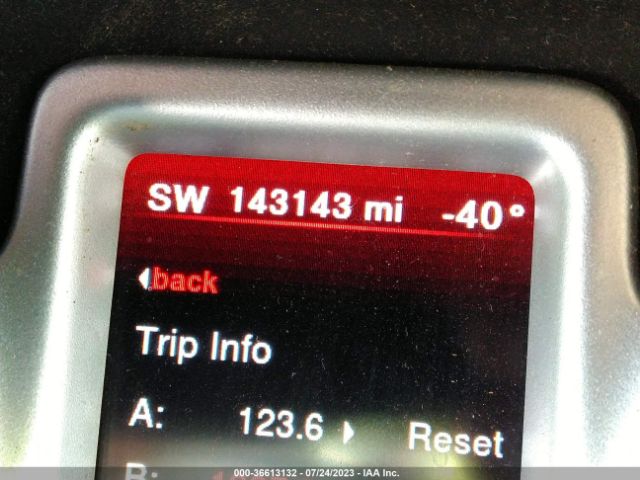 SW 143143 mi -40°
back
Trip Info
A: 123.6 Reset
B:
000-36613132 - 07/24/2023 - IAA Inc.